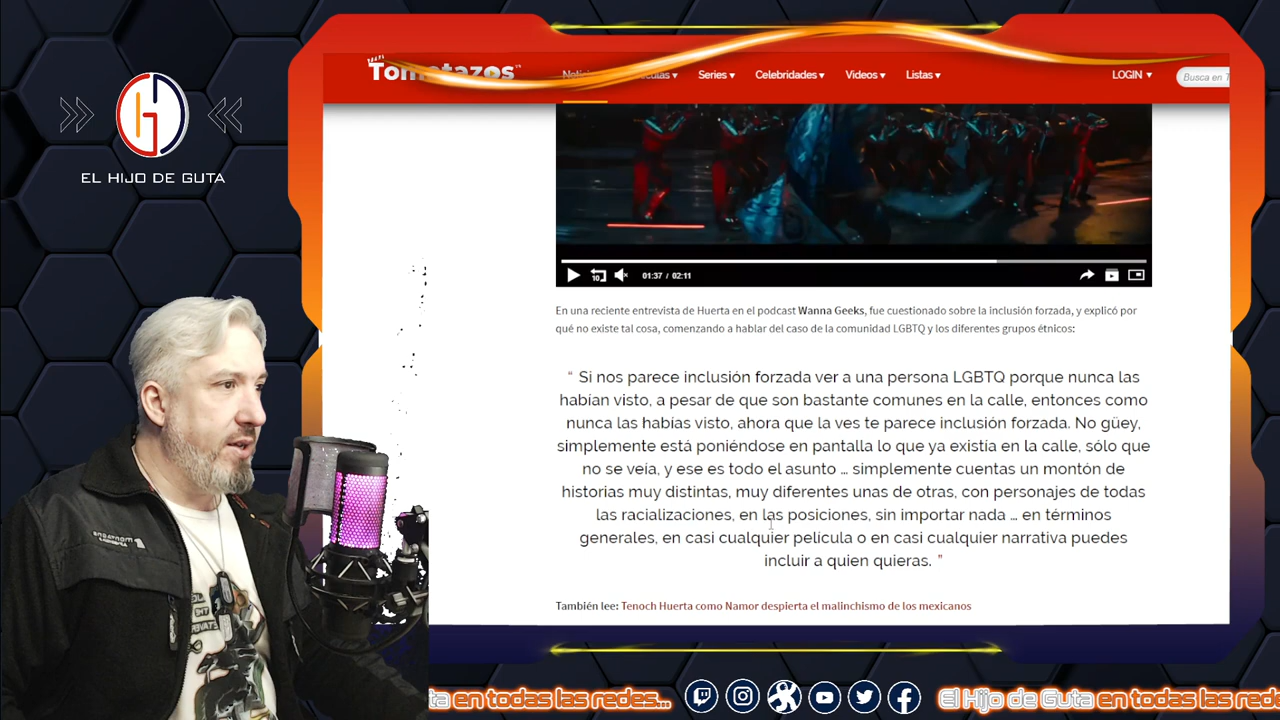 EL HIJO DE GUTA
Tomatazos
Series Celebridades Videos Listas LOGIN Busca en T
01:37 / 02:11
En una reciente entrevista de Huerta en el podcast Wanna Geeks, fue cuestionado sobre la inclusión forzada, y explicó por
qué no existe tal cosa, comenzando a hablar del caso de la comunidad LGBTQ y los diferentes grupos étnicos:
“ Si nos parece inclusión forzada ver a una persona LGBTQ porque nunca las
habían visto, a pesar de que son bastante comunes en la calle, entonces como
nunca las habías visto, ahora que la ves te parece inclusión forzada. No güey,
simplemente está poniéndose en pantalla lo que ya existía en la calle, sólo que
no se veía, y ese es todo el asunto … simplemente cuentas un montón de
historias muy distintas, muy diferentes unas de otras, con personajes de todas
las racializaciones, en las posiciones, sin importar nada … en términos
generales, en casi cualquier película o en casi cualquier narrativa puedes
incluir a quien quieras. ”
También lee: Tenoch Huerta como Namor despierta el malinchismo de los mexicanos
uta en todas las redes... El Hijo de Guta en todas las rede